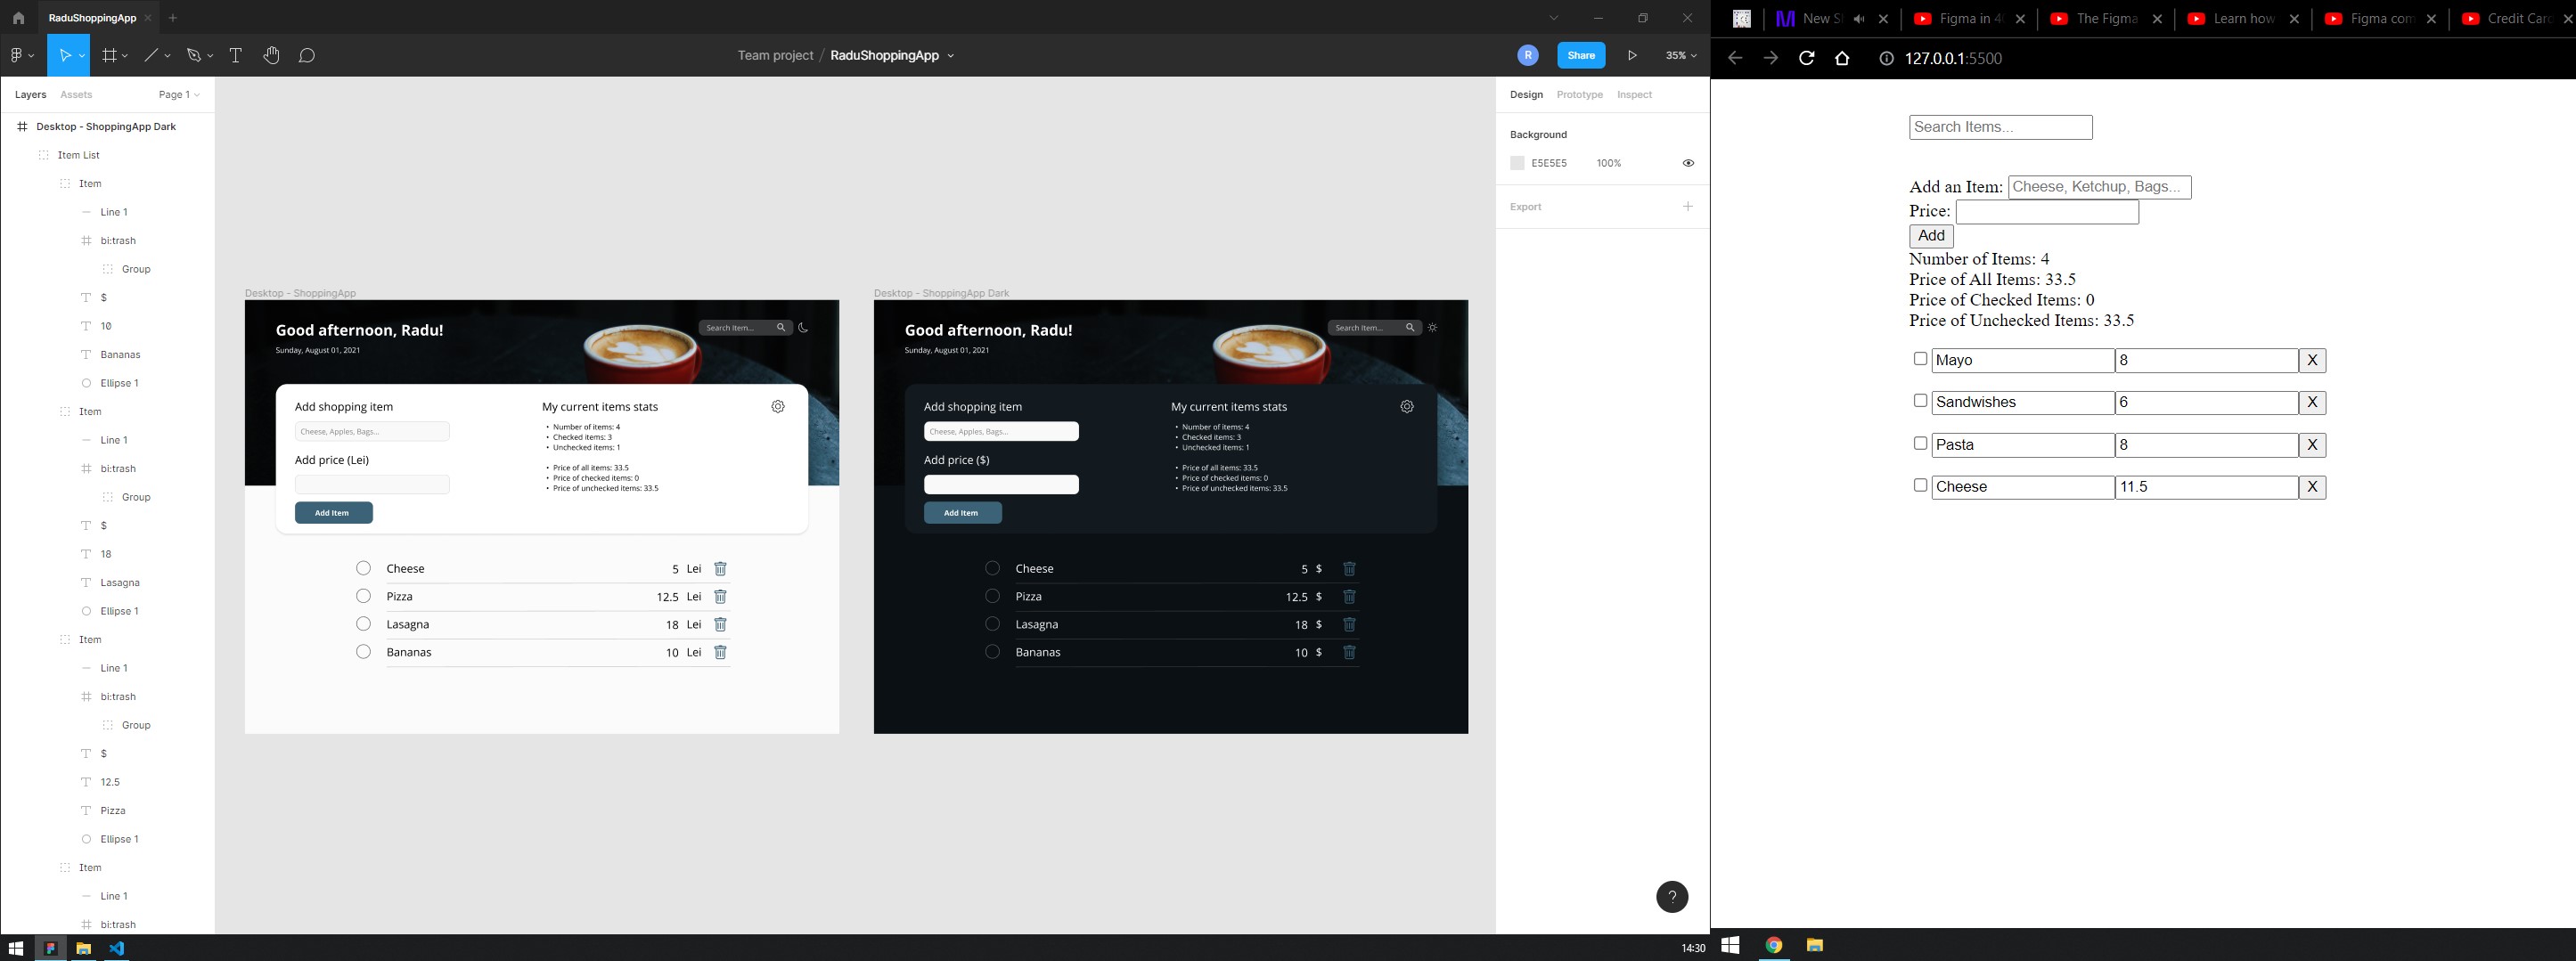 RaduShoppingApp
Team project / RaduShoppingApp
R
Share
35%
Layers
Assets
Page 1
Desktop - ShoppingApp Dark
Item List
Item
Line 1
bi:trash
Group
$
10
Bananas
Ellipse 1
Item
Line 1
bi:trash
Group
$
18
Lasagna
Ellipse 1
Item
Line 1
bi:trash
Group
$
12.5
Pizza
Ellipse 1
Item
Line 1
bi:trash
Desktop - ShoppingApp
Good afternoon, Radu!
Sunday, August 01, 2021
Search Item...
Add shopping item
Cheese, Apples, Bags...
Add price (Lei)
Add Item
My current items stats
• Number of items: 4
• Checked items: 3
• Unchecked items: 1
• Price of all items: 33.5
• Price of checked items: 0
• Price of unchecked items: 33.5
Cheese 5 Lei
Pizza 12.5 Lei
Lasagna 18 Lei
Bananas 10 Lei
Desktop - ShoppingApp Dark
Good afternoon, Radu!
Sunday, August 01, 2021
Search Item...
Add shopping item
Cheese, Apples, Bags...
Add price ($)
Add Item
My current items stats
• Number of items: 4
• Checked items: 3
• Unchecked items: 1
• Price of all items: 33.5
• Price of checked items: 0
• Price of unchecked items: 33.5
Cheese 5 $
Pizza 12.5 $
Lasagna 18 $
Bananas 10 $
Design
Prototype
Inspect
Background
E5E5E5 100%
Export
?
14:30
New S
Figma in 4
The Figma
Learn how
Figma com
Credit Car
127.0.0.1:5500
Search Items...
Add an Item: Cheese, Ketchup, Bags...
Price:
Add
Number of Items: 4
Price of All Items: 33.5
Price of Checked Items: 0
Price of Unchecked Items: 33.5
Mayo 8 X
Sandwishes 6 X
Pasta 8 X
Cheese 11.5 X